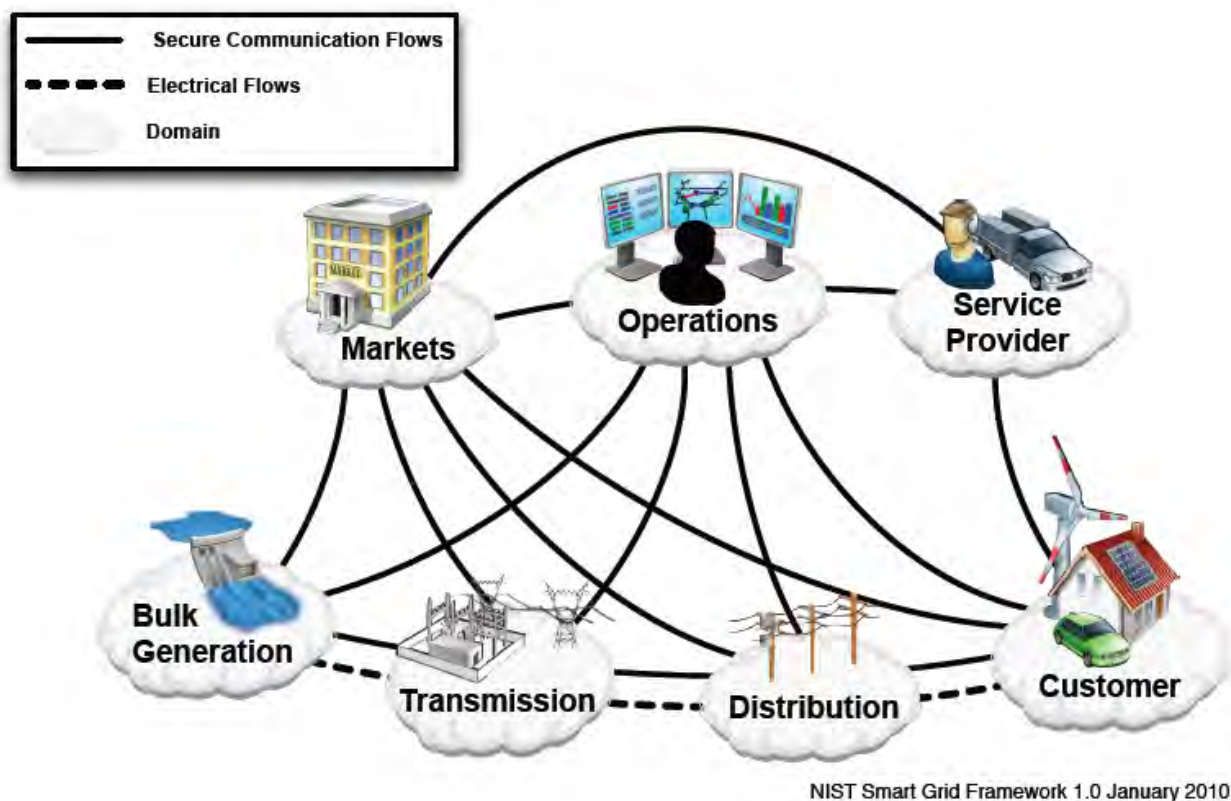 Secure Communication Flows
Electrical Flows
Domain
MARKET
Markets
Operations
Service
Provider
Bulk
Generation
Transmission
Distribution
Customer
NIST Smart Grid Framework 1.0 January 2010